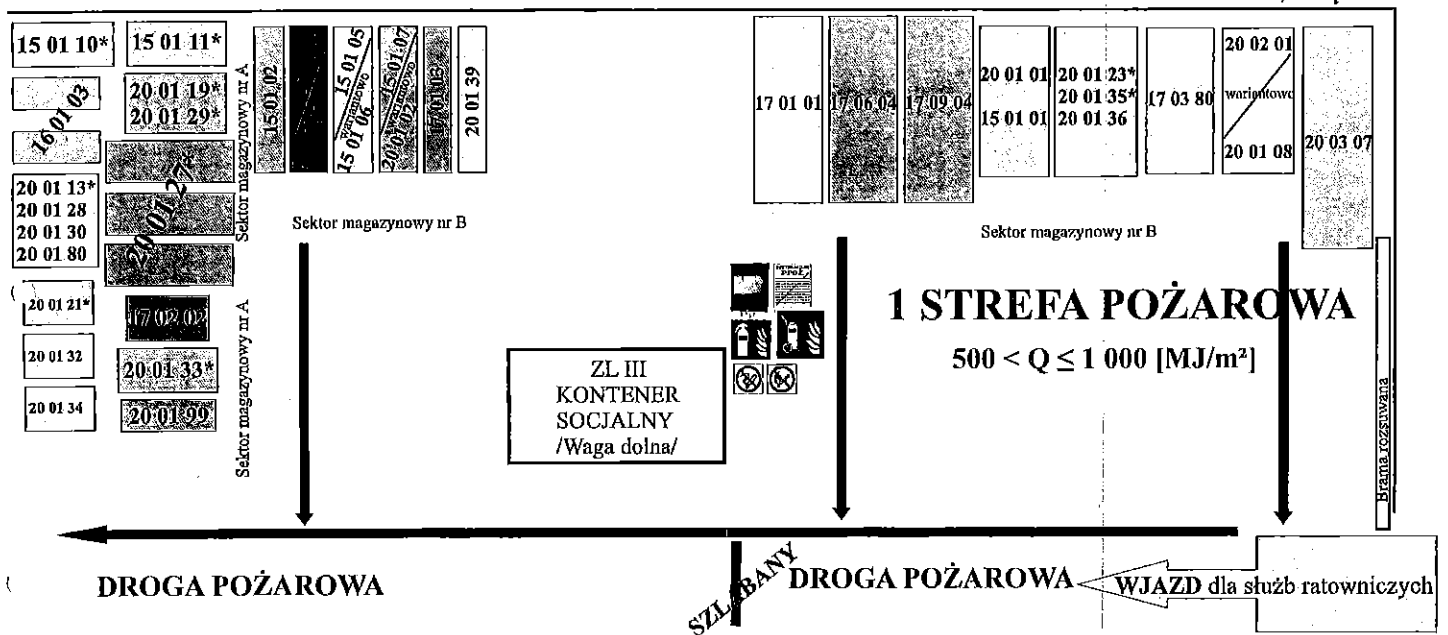 15 01 10*
15 01 11*
16 01 03
20 01 19*
20 01 29*
20 01 27*
20 01 13*
20 01 28
20 01 30
20 01 80
20 01 21*
17 02 02
20 01 32
20 01 33*
20 01 34
20 01 99
Sektor magazynowy nr A
Sektor magazynowy nr A
15 01 02
15 01 05
wariantowo
15 01 06
15 01 07
wariantowo
20 01 02
17 01 03
20 01 39
Sektor magazynowy nr B
17 01 01
17 06 04
17 09 04
20 01 01
15 01 01
20 01 23*
20 01 35*
20 01 36
17 03 80
20 02 01
wariantowo
20 01 08
20 03 07
Sektor magazynowy nr B
1 STREFA POŻAROWA
500 < Q ≤ 1 000 [MJ/m²]
ZL III
KONTENER
SOCJALNY
/Waga dolna/
Brama rozsuwana
DROGA POŻAROWA
SZLABANY
DROGA POŻAROWA
WJAZD dla służb ratowniczych